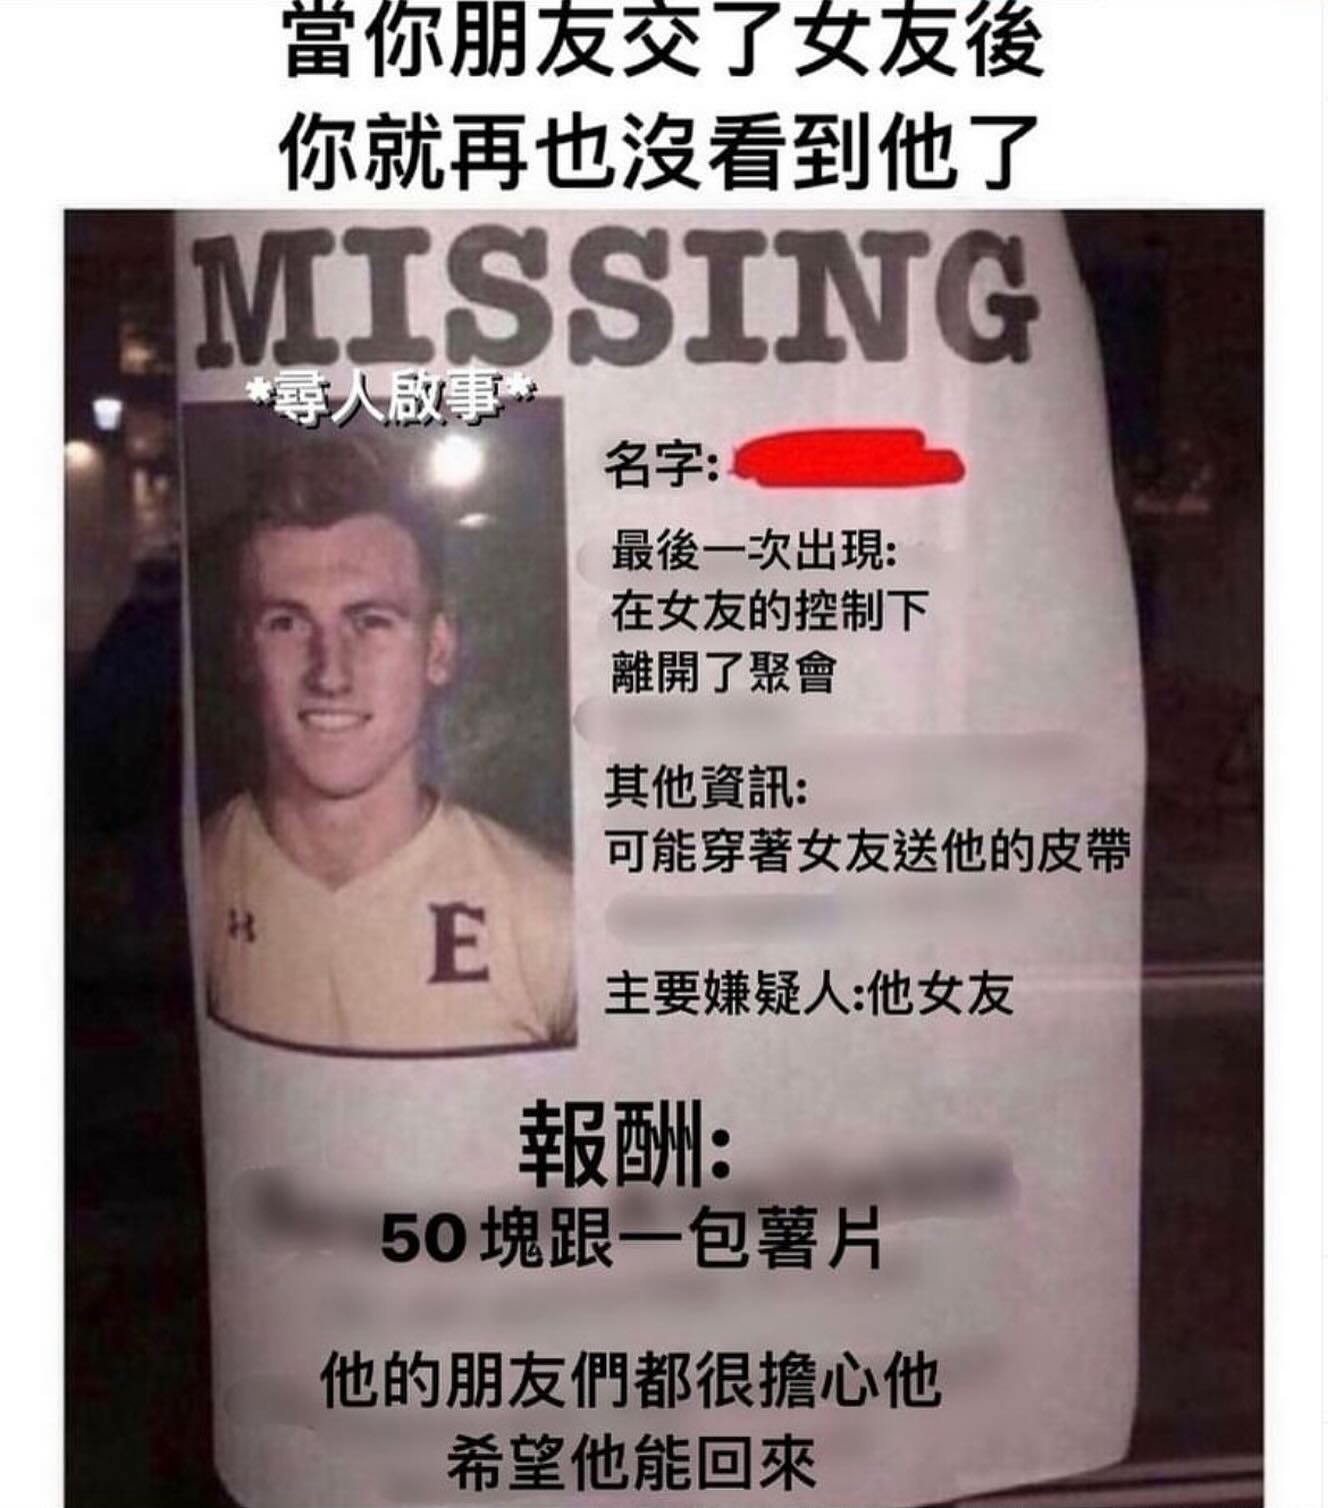 當你朋友交了女友後
你就再也沒看到他了
MISSING
*尋人啟事*
名字:
最後一次出現:
在女友的控制下
離開了聚會
其他資訊:
可能穿著女友送他的皮帶
E
主要嫌疑人:他女友
報酬:
50塊跟一包薯片
他的朋友們都很擔心他
希望他能回來